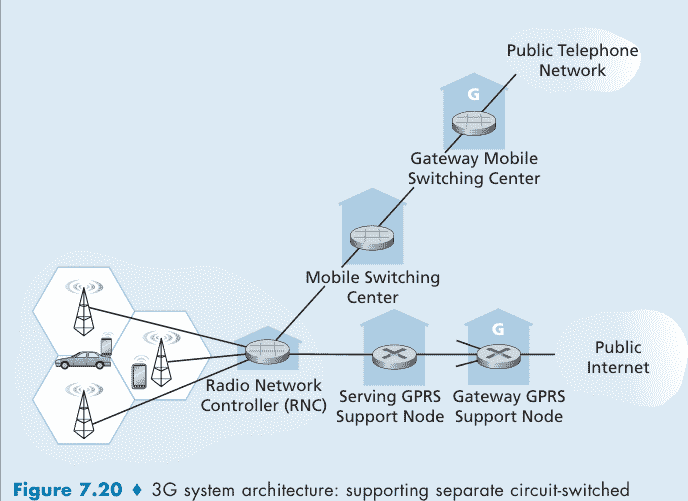 Public Telephone
Network
G
Gateway Mobile
Switching Center
Mobile Switching
Center
G
Public
Internet
Radio Network
Controller (RNC)
Serving GPRS
Support Node
Gateway GPRS
Support Node
Figure 7.20 ♦ 3G system architecture: supporting separate circuit-switched